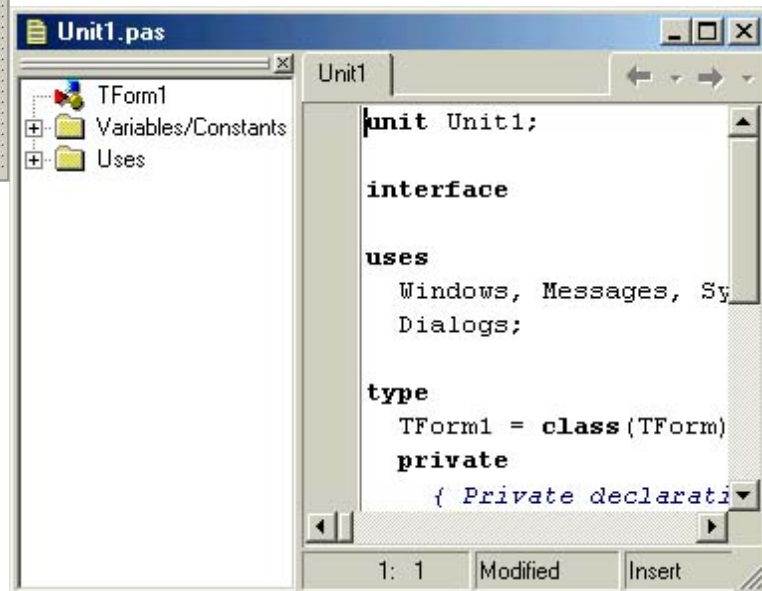 Unit1.pas
TForm1
Variables/Constants
Uses
Unit1
unit Unit1;
interface
uses
Windows, Messages, Sy
Dialogs;
type
TForm1 = class(TForm)
private
{ Private declarati
1: 1 Modified Insert